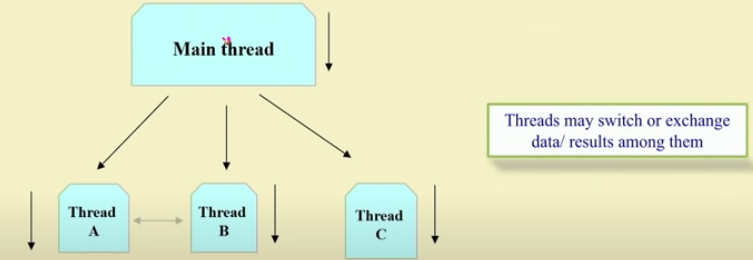 Main thread
Threads may switch or exchange
data/ results among them
Thread
A
Thread
B
Thread
C